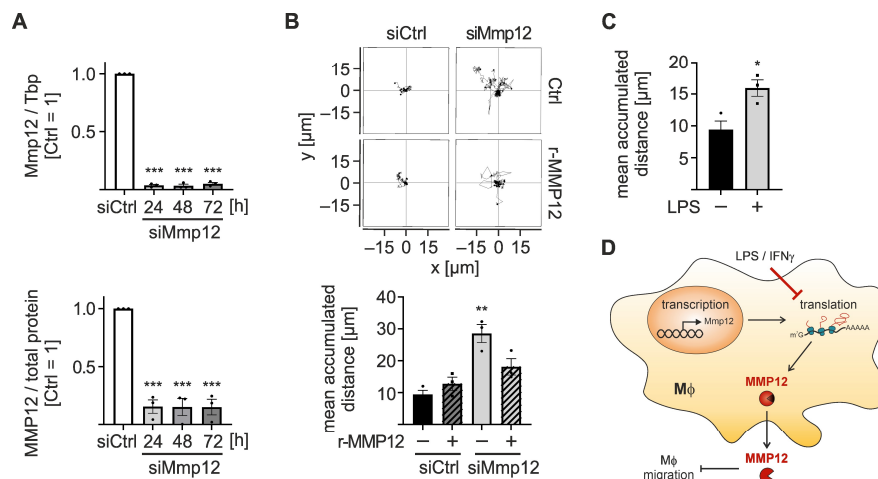 A
Mmp12 / Tbp
[Ctrl = 1]
1.0
0.5
*** *** ***
siCtrl 24 48 72 [h]
siMmp12
MMP12 / total protein
[Ctrl = 1]
1.0
0.5
*** *** ***
siCtrl 24 48 72 [h]
siMmp12
B
siCtrl siMmp12
15
0
−15
Ctrl
15
0
−15
r-MMP12
y [µm]
−15 0 15 −15 0 15
x [µm]
mean accumulated
distance [µm]
40
30
20
10
**
r-MMP12 − + − +
siCtrl siMmp12
C
mean accumulated
distance [µm]
20
15
10
5
*
LPS − +
D
LPS / IFNγ
transcription
Mmp12
translation
m⁷G
AAAAA
MMP12
Mϕ
MMP12
Mϕ
migration